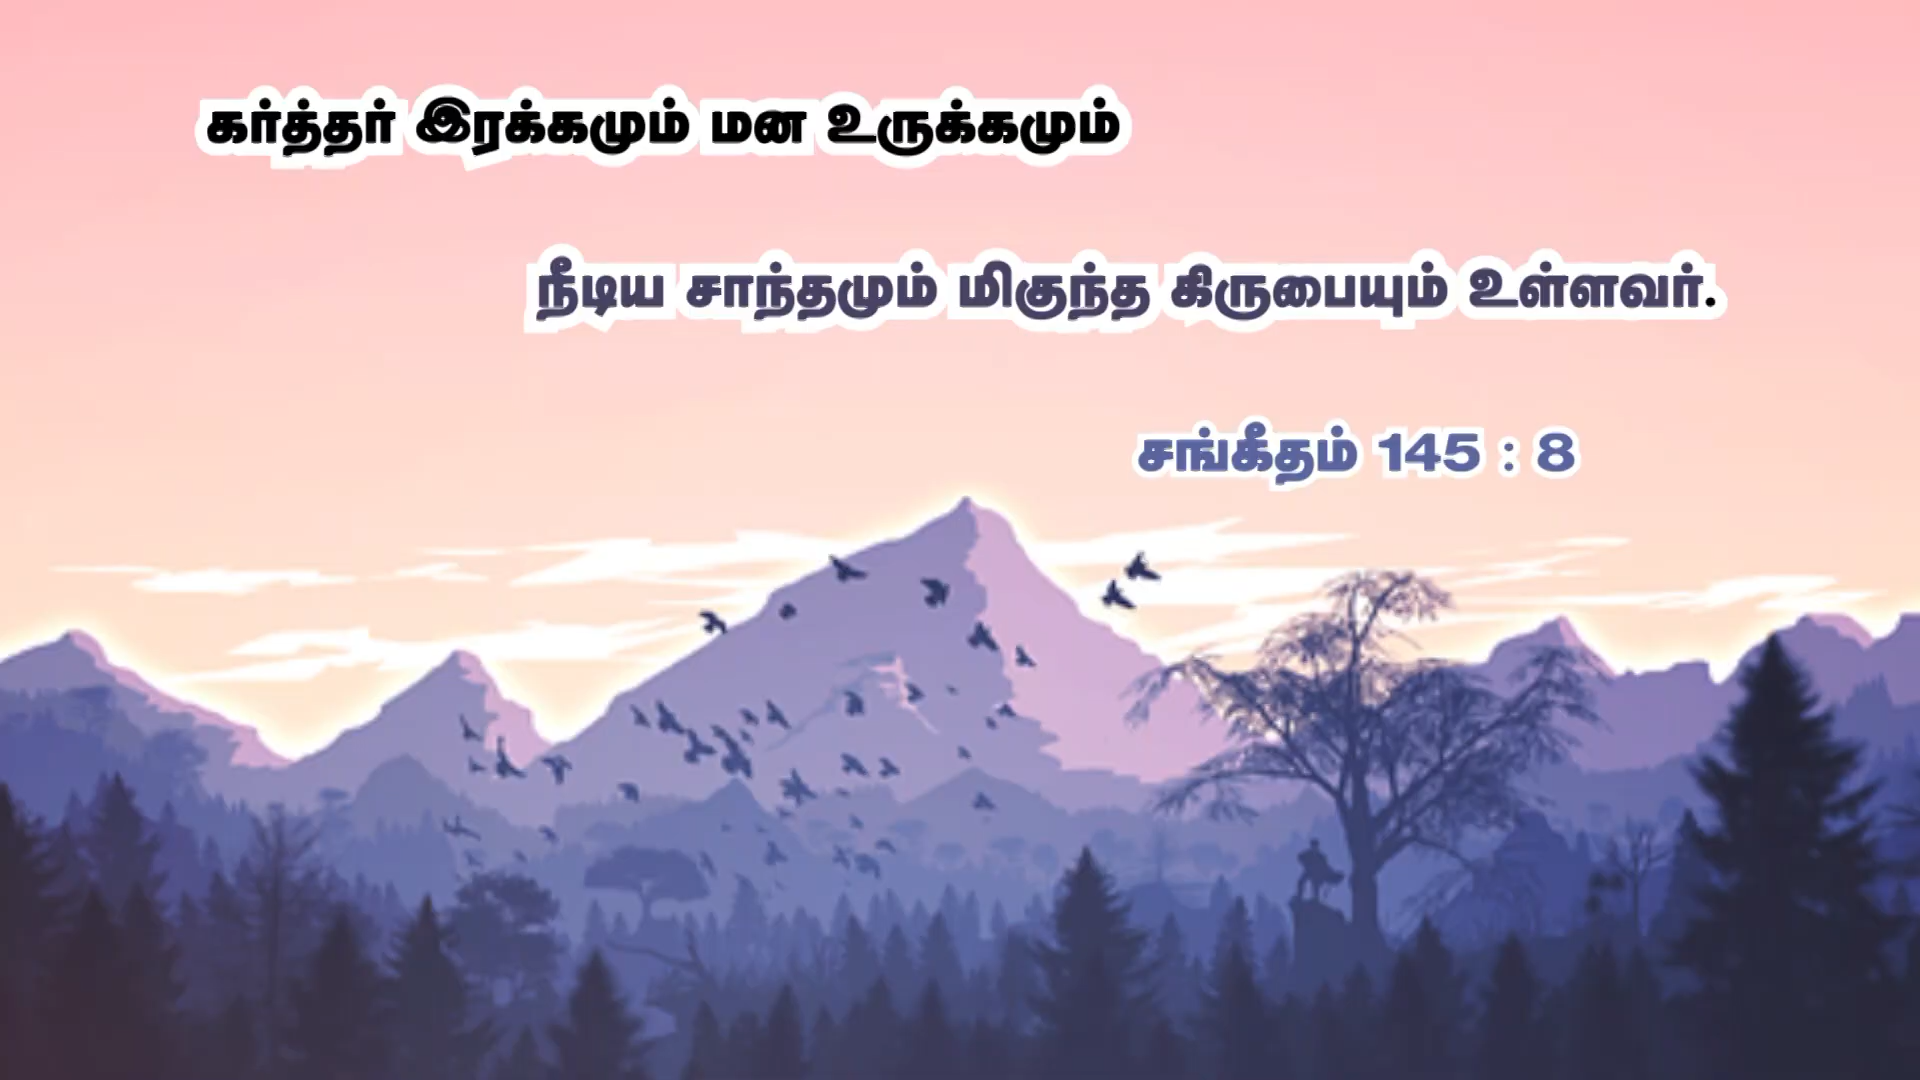 கர்த்தர் இரக்கமும் மன உருக்கமும்
நீடிய சாந்தமும் மிகுந்த கிருபையும் உள்ளவர்.
சங்கீதம் 145 : 8